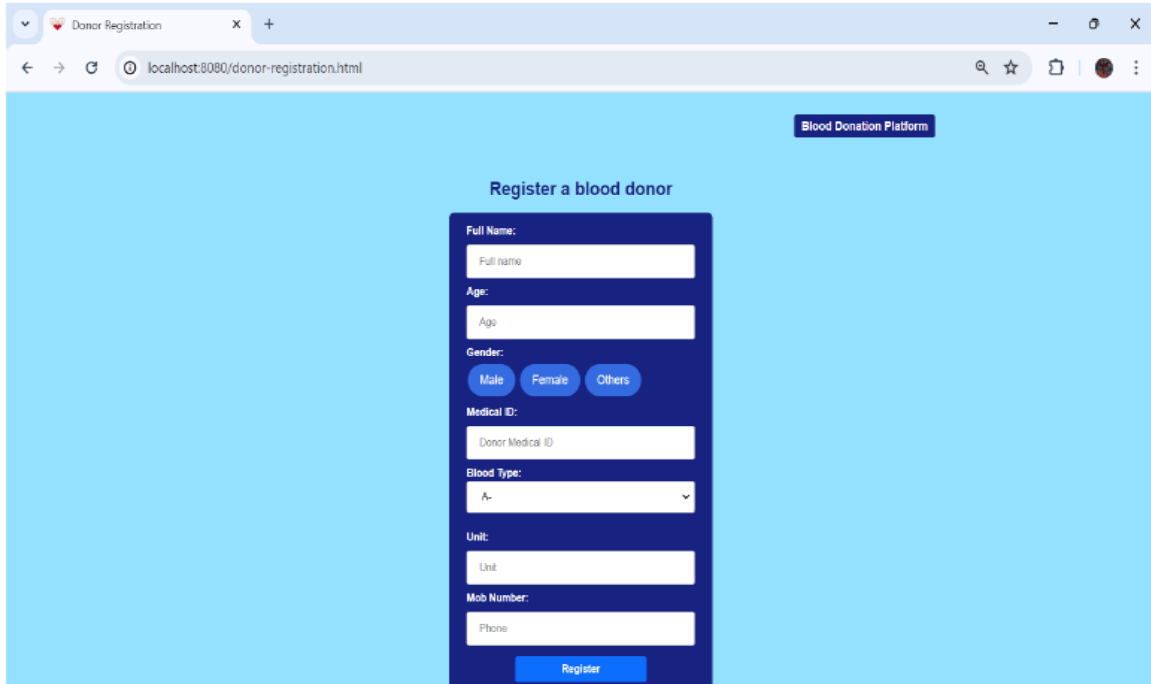 Donor Registration
localhost:8080/donor-registration.html
Blood Donation Platform
Register a blood donor
Full Name:
Full name
Age:
Age
Gender:
Male Female Others
Medical ID:
Donor Medical ID
Blood Type:
A-
Unit:
Unit
Mob Number:
Phone
Register